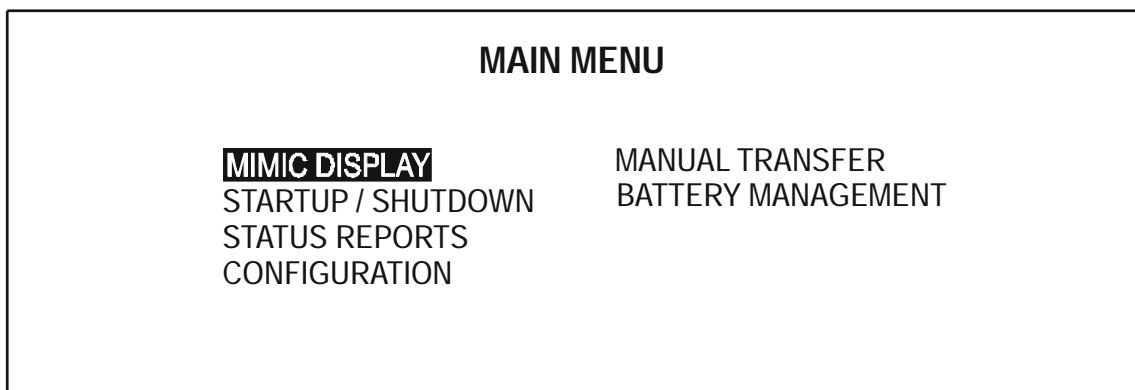 MAIN MENU
MIMIC DISPLAY
STARTUP / SHUTDOWN
STATUS REPORTS
CONFIGURATION
MANUAL TRANSFER
BATTERY MANAGEMENT